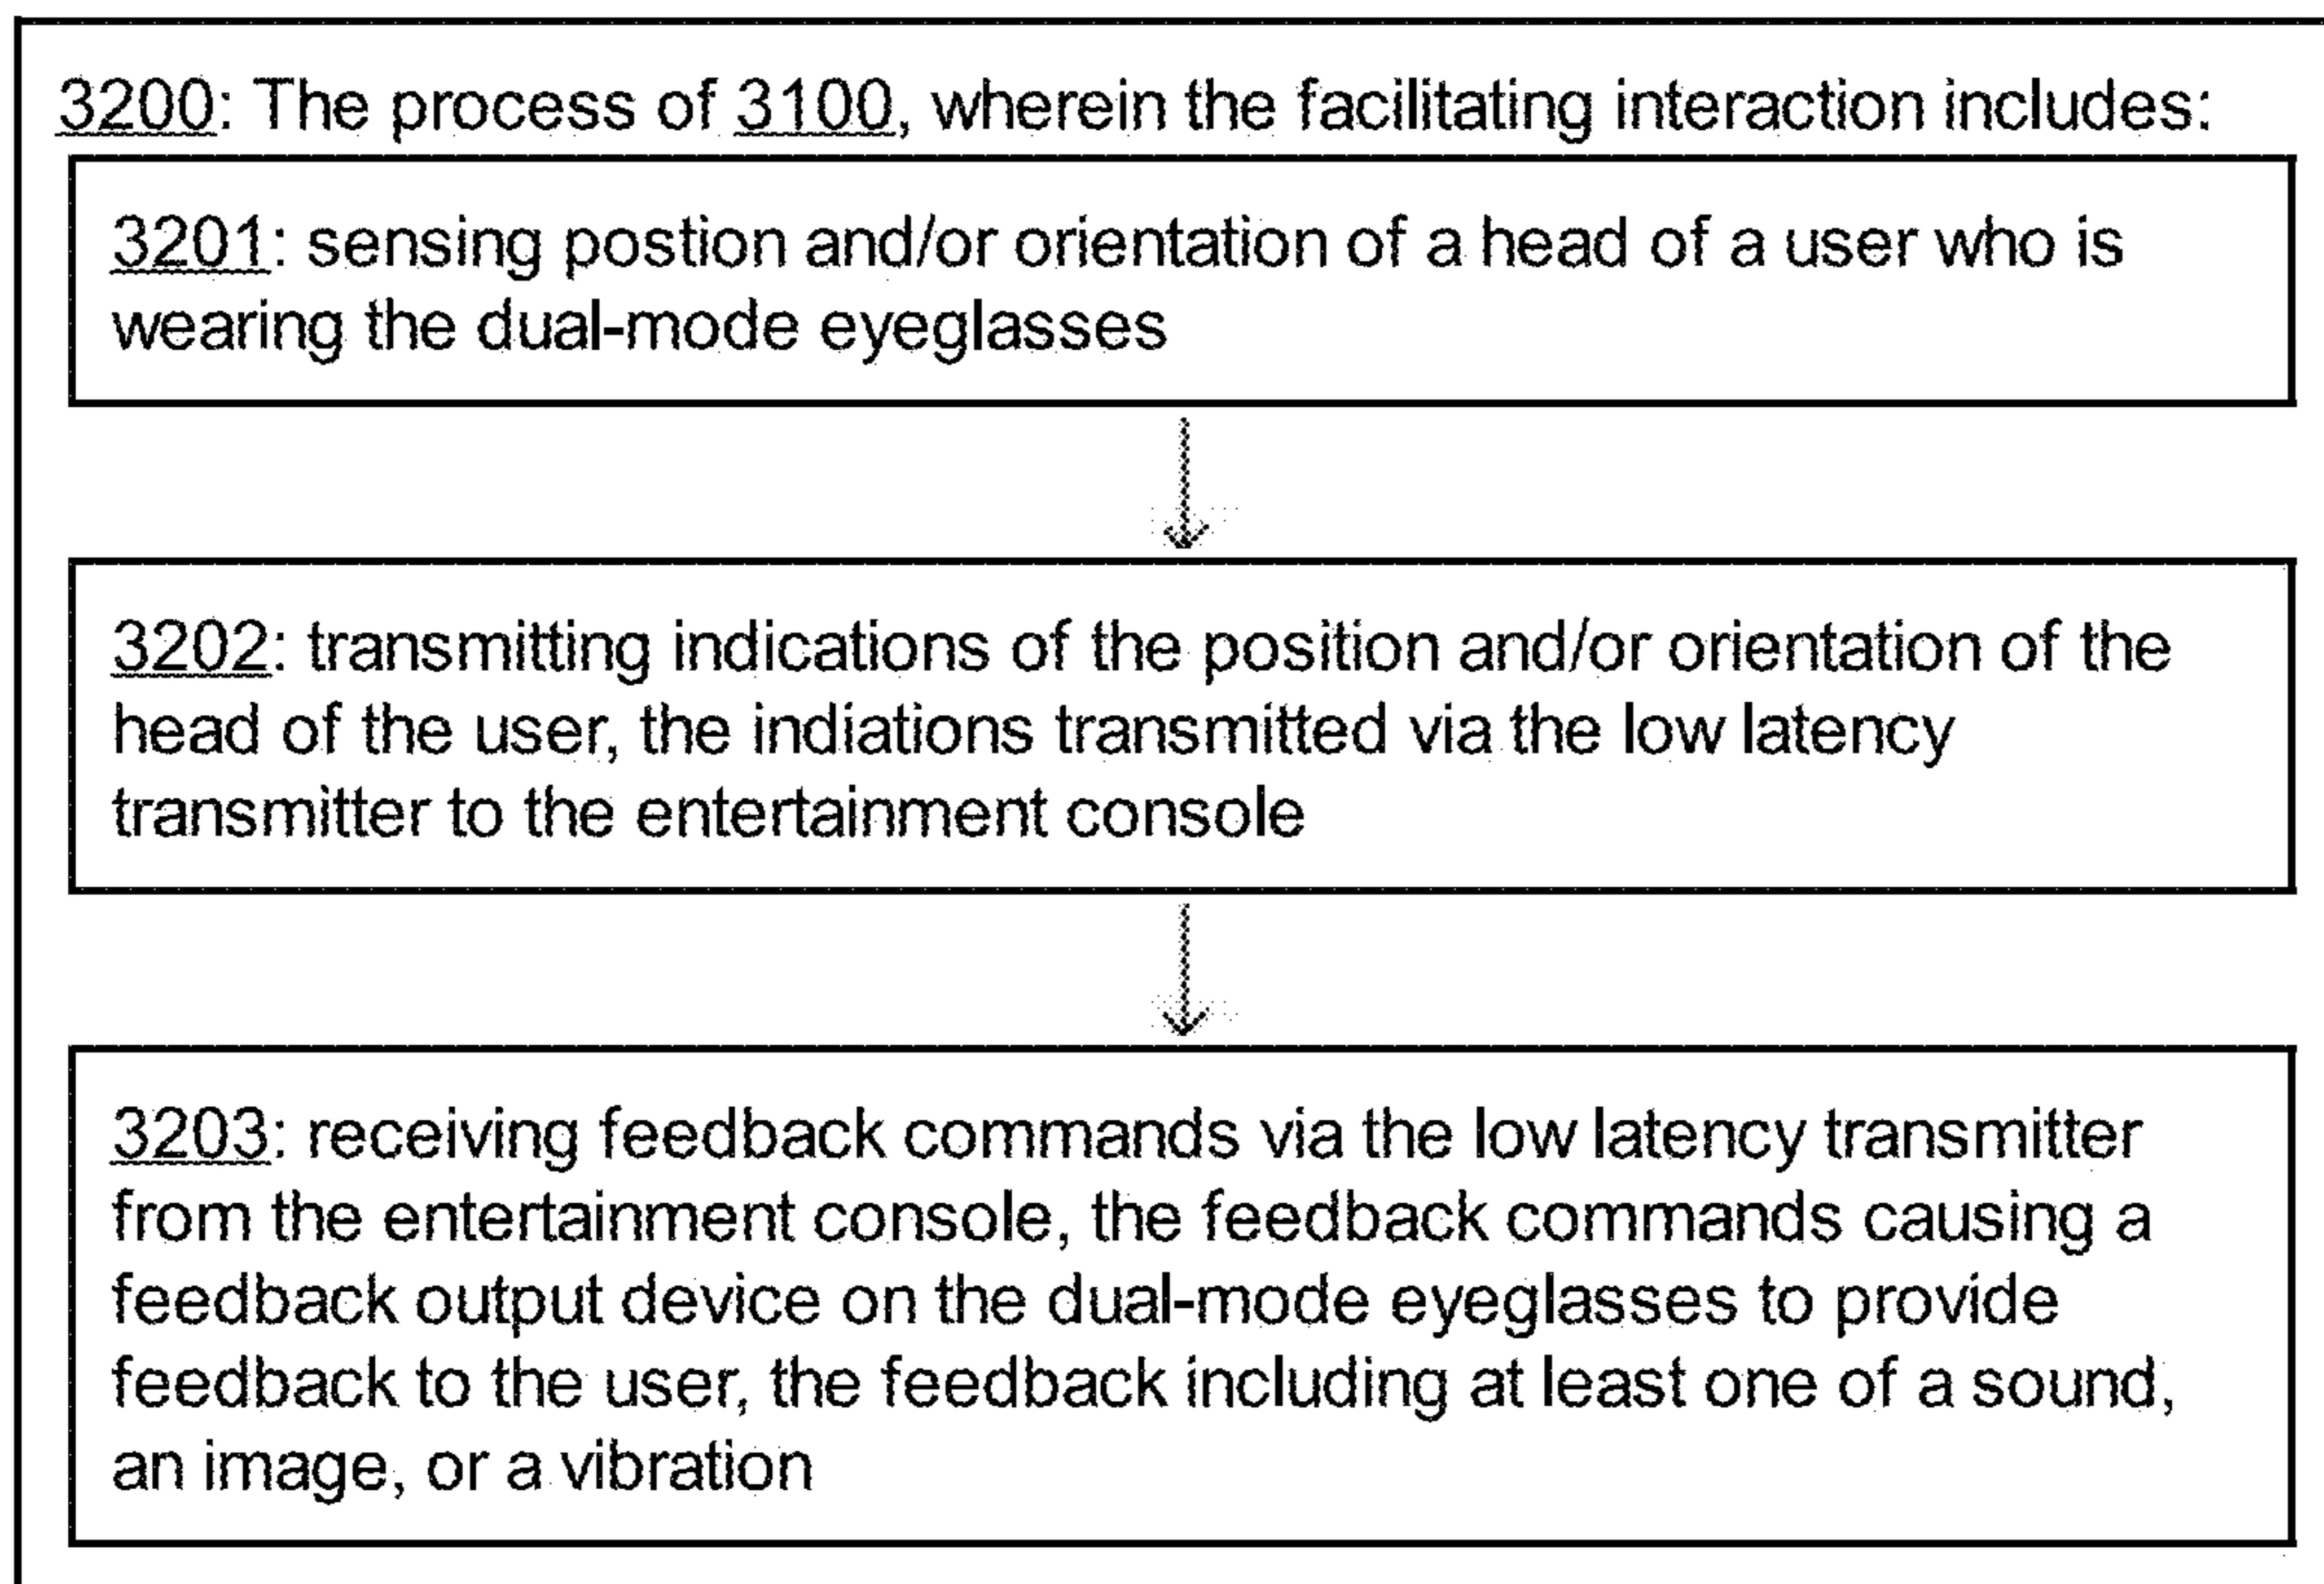 3200: The process of 3100, wherein the facilitating interaction includes:
3201: sensing postion and/or orientation of a head of a user who is
wearing the dual-mode eyeglasses
3202: transmitting indications of the position and/or orientation of the
head of the user, the indiations transmitted via the low latency
transmitter to the entertainment console
3203: receiving feedback commands via the low latency transmitter
from the entertainment console, the feedback commands causing a
feedback output device on the dual-mode eyeglasses to provide
feedback to the user, the feedback including at least one of a sound,
an image, or a vibration